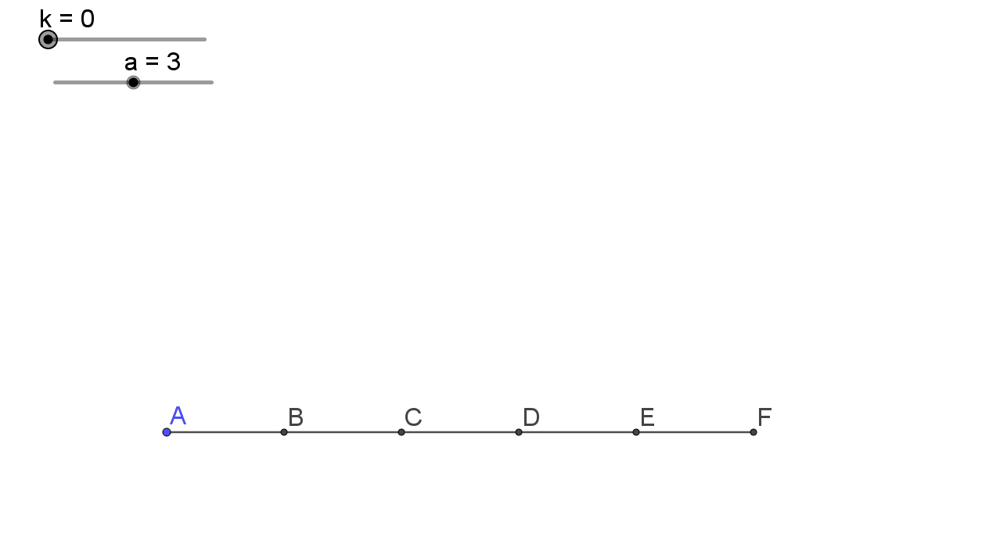 k = 0
a = 3
A B C D E F